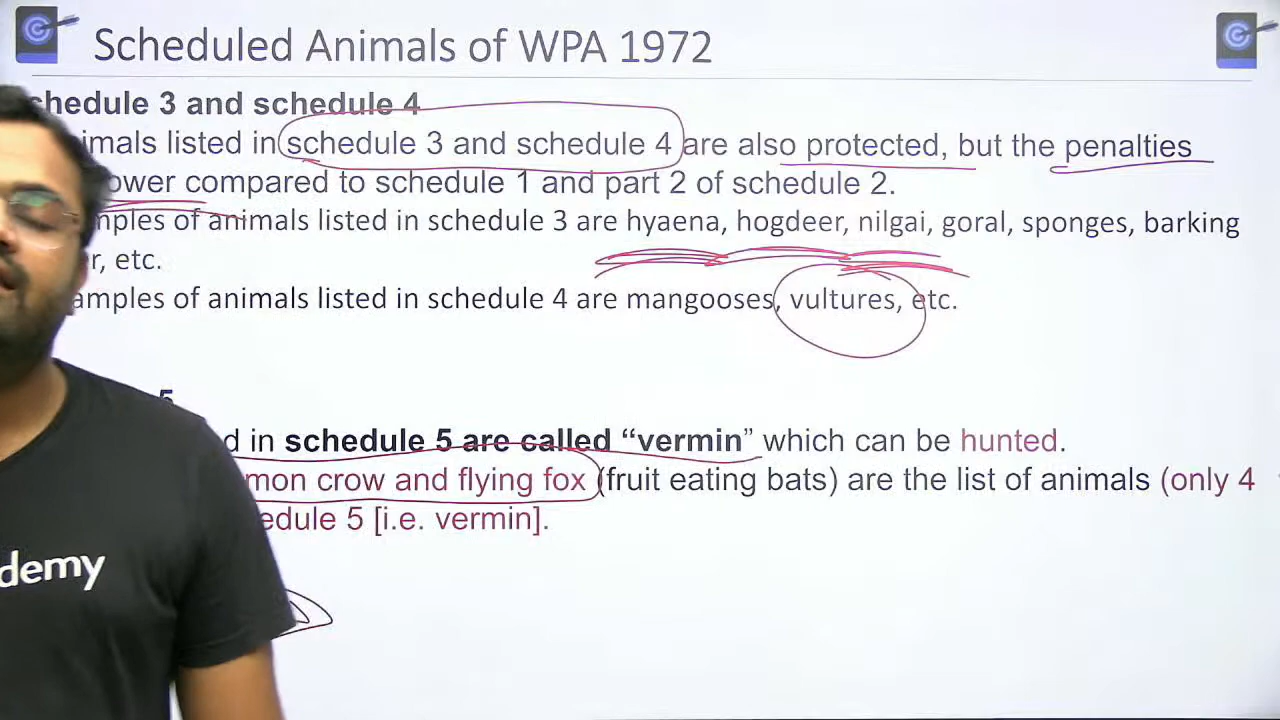 Scheduled Animals of WPA 1972
chedule 3 and schedule 4
imals listed in schedule 3 and schedule 4 are also protected, but the penalties
ower compared to schedule 1 and part 2 of schedule 2.
mples of animals listed in schedule 3 are hyaena, hogdeer, nilgai, goral, sponges, barking
r, etc.
amples of animals listed in schedule 4 are mangooses, vultures, etc.
5
d in schedule 5 are called “vermin” which can be hunted.
mon crow and flying fox (fruit eating bats) are the list of animals (only 4
edule 5 [i.e. vermin].
demy